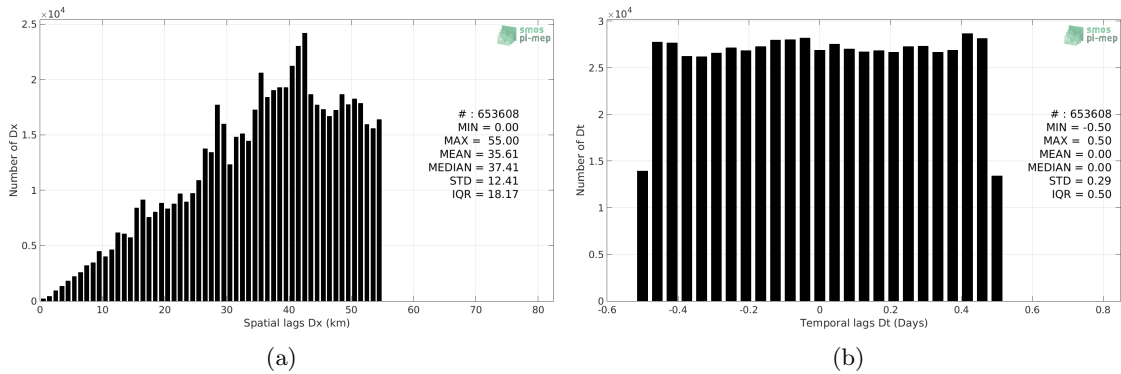 ×10⁴
2.5
2
1.5
1
0.5
0
Number of Dx
smos
pi-mep
# : 653608
MIN = 0.00
MAX = 55.00
MEAN = 35.61
MEDIAN = 37.41
STD = 12.41
IQR = 18.17
0 10 20 30 40 50 60 70 80
Spatial lags Dx (km)
(a)
×10⁴
3
2.5
2
1.5
1
0.5
0
Number of Dt
smos
pi-mep
# : 653608
MIN = -0.50
MAX = 0.50
MEAN = 0.00
MEDIAN = 0.00
STD = 0.29
IQR = 0.50
-0.6 -0.4 -0.2 0 0.2 0.4 0.6 0.8
Temporal lags Dt (Days)
(b)